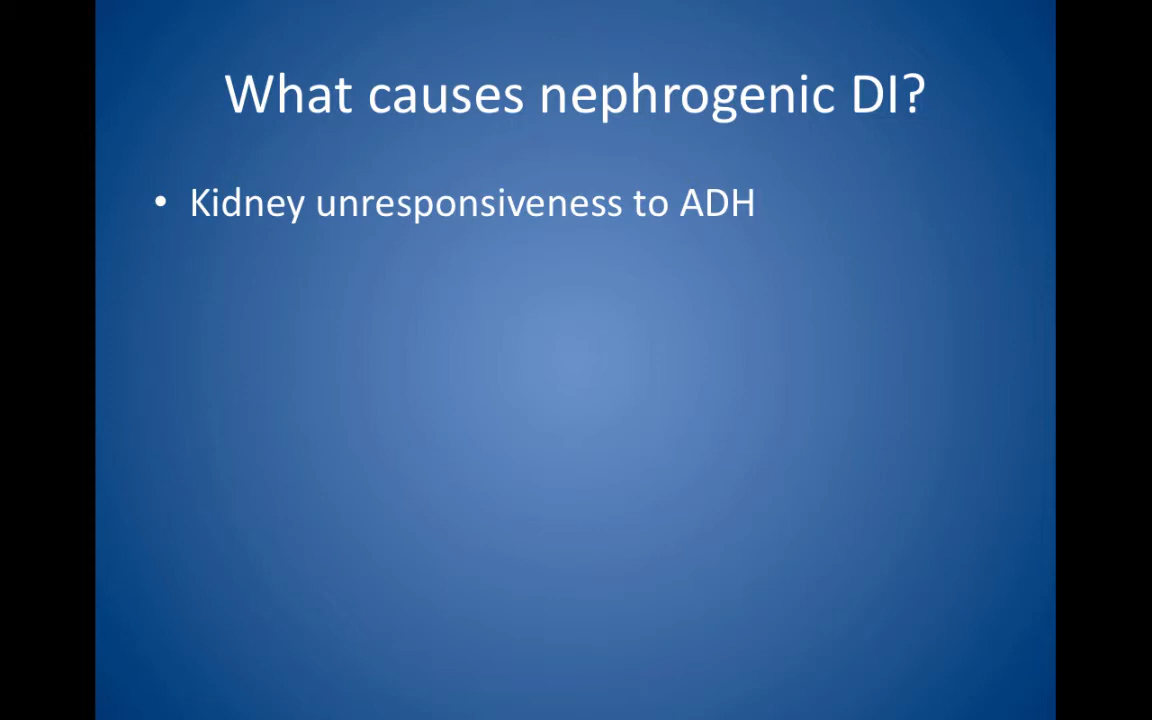 What causes nephrogenic DI?
• Kidney unresponsiveness to ADH